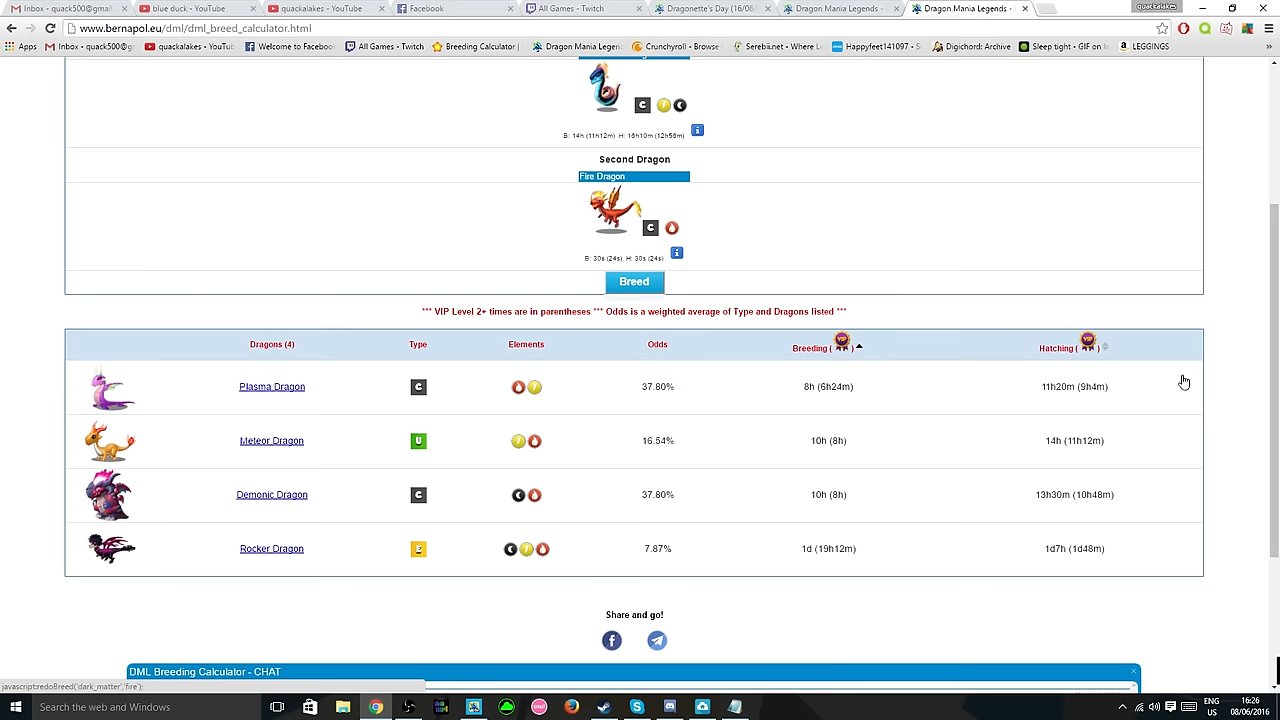 Inbox - quack500@gmail.
blue duck - YouTube
quackalakes - YouTube
Facebook
All Games - Twitch
Dragonette's Day (16/06
Dragon Mania Legends -
Dragon Mania Legends -
quackalakes
www.bernapol.eu/dml/dml_breed_calculator.html
Apps
Inbox - quack500@g
quackalakes - YouTub
Welcome to Facebook
All Games - Twitch
Breeding Calculator |
Dragon Mania Legen
Crunchyroll - Browse
Serebii.net - Where L
Happyfeet141097 - S
Digichord: Archive
Sleep tight - GIF on In
LEGGINGS
C
B: 14h (11h12m) H: 16h10m (12h56m)
Second Dragon
Fire Dragon
C
B: 30s (24s) H: 30s (24s)
Breed
*** VIP Level 2+ times are in parentheses *** Odds is a weighted average of Type and Dragons listed ***
Dragons (4) Type Elements Odds Breeding ( VIP ) Hatching ( VIP )
Plasma Dragon C 37.80% 8h (6h24m) 11h20m (9h4m)
Meteor Dragon U 16.54% 10h (8h) 14h (11h12m)
Demonic Dragon C 37.80% 10h (8h) 13h30m (10h48m)
Rocker Dragon E 7.87% 1d (19h12m) 1d7h (1d48m)
Share and go!
DML Breeding Calculator - CHAT
javascript:redoBreed('dark_matter','fire');
Search the web and Windows
ENG
US
16:26
03/06/2016